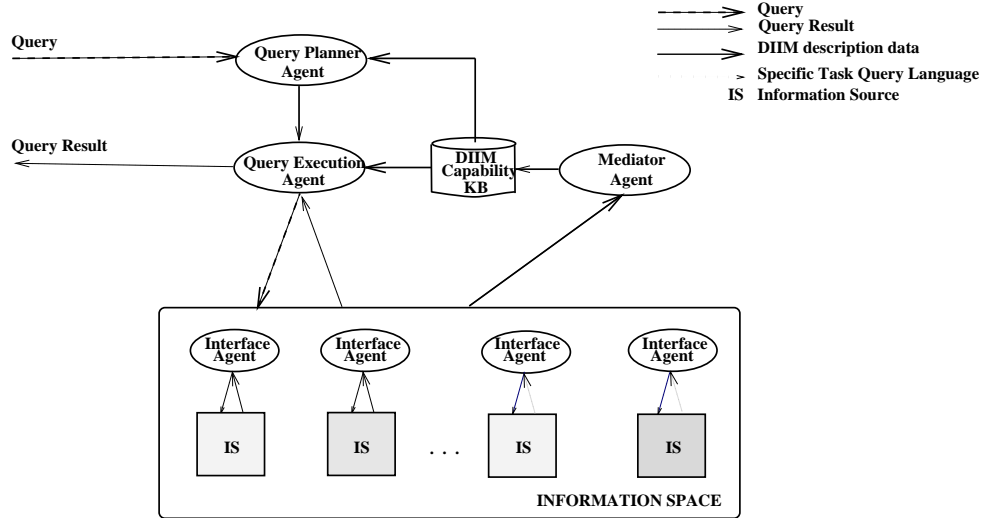 Query
Query Result
DIIM description data
Specific Task Query Language
IS Information Source
Query
Query Planner
Agent
Query Result
Query Execution
Agent
DIIM
Capability
KB
Mediator
Agent
Interface
Agent
Interface
Agent
Interface
Agent
Interface
Agent
IS
IS
. . .
IS
IS
INFORMATION SPACE